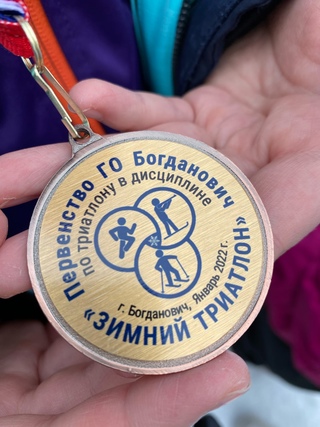 Первенство ГО Богданович
по триатлону в дисциплине
г. Богданович, Январь 2022 г.
«ЗИМНИЙ ТРИАТЛОН»